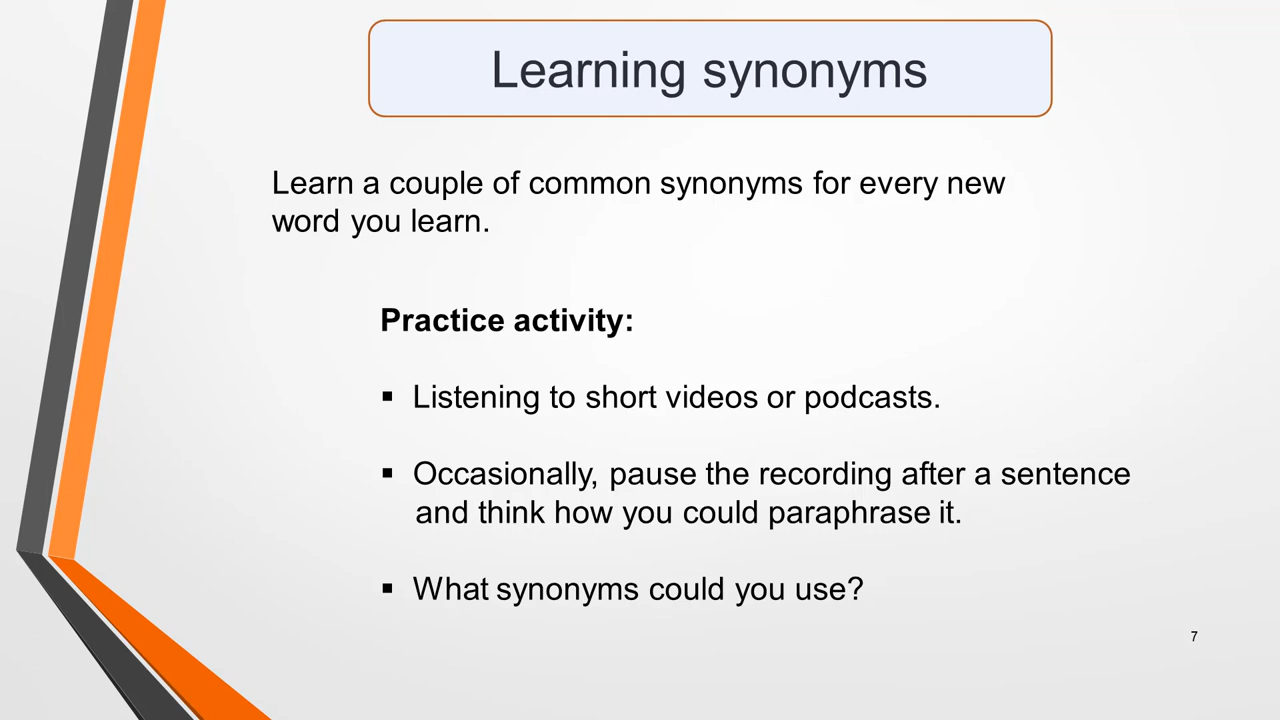 Learning synonyms
Learn a couple of common synonyms for every new
word you learn.
Practice activity:
▪ Listening to short videos or podcasts.
▪ Occasionally, pause the recording after a sentence
and think how you could paraphrase it.
▪ What synonyms could you use?
7